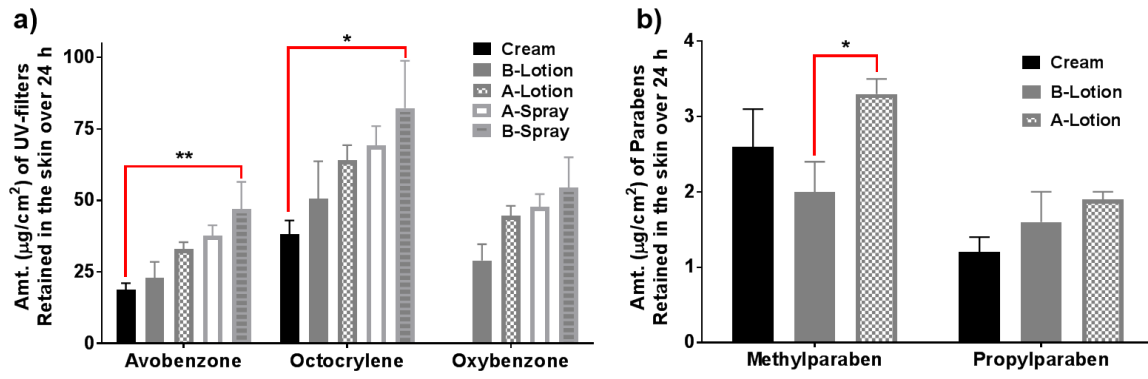 a)
Amt. (μg/cm²) of UV-filters
Retained in the skin over 24 h
100
75
50
25
0
**
*
Cream
B-Lotion
A-Lotion
A-Spray
B-Spray
Avobenzone
Octocrylene
Oxybenzone
b)
Amt. (μg/cm²) of Parabens
Retained in the skin over 24 h
4
3
2
1
0
*
Cream
B-Lotion
A-Lotion
Methylparaben
Propylparaben